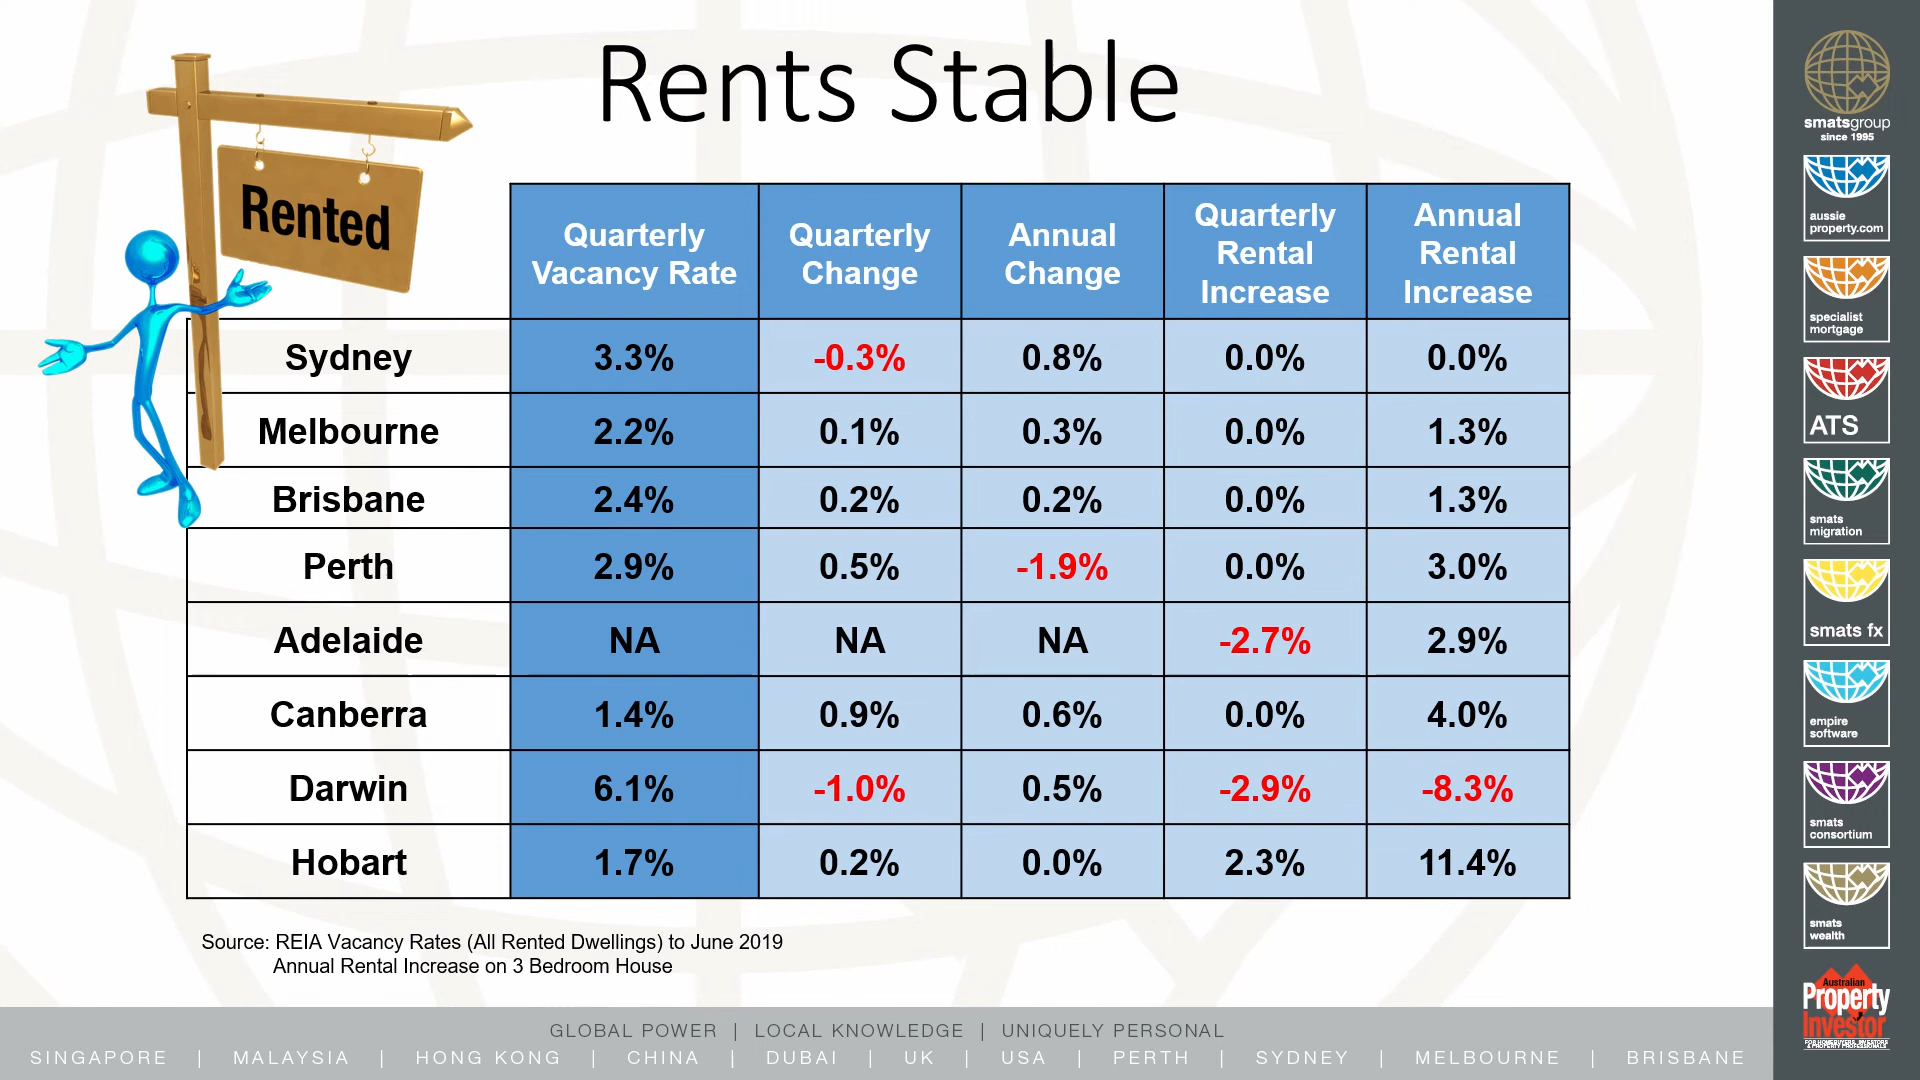 Rents Stable
Rented
Quarterly Vacancy Rate | Quarterly Change | Annual Change | Quarterly Rental Increase | Annual Rental Increase
Sydney 3.3% -0.3% 0.8% 0.0% 0.0%
Melbourne 2.2% 0.1% 0.3% 0.0% 1.3%
Brisbane 2.4% 0.2% 0.2% 0.0% 1.3%
Perth 2.9% 0.5% -1.9% 0.0% 3.0%
Adelaide NA NA NA -2.7% 2.9%
Canberra 1.4% 0.9% 0.6% 0.0% 4.0%
Darwin 6.1% -1.0% 0.5% -2.9% -8.3%
Hobart 1.7% 0.2% 0.0% 2.3% 11.4%
Source: REIA Vacancy Rates (All Rented Dwellings) to June 2019
Annual Rental Increase on 3 Bedroom House
GLOBAL POWER | LOCAL KNOWLEDGE | UNIQUELY PERSONAL
SINGAPORE | MALAYSIA | HONG KONG | CHINA | DUBAI | UK | USA | PERTH | SYDNEY | MELBOURNE | BRISBANE
smatsgroup
since 1995
aussie
property.com
specialist
mortgage
ATS
smats
migration
smats fx
empire
software
smats
consortium
smats
wealth
Australian
Property
Investor
FOR HOMEBUYERS, INVESTORS
& PROPERTY PROFESSIONALS